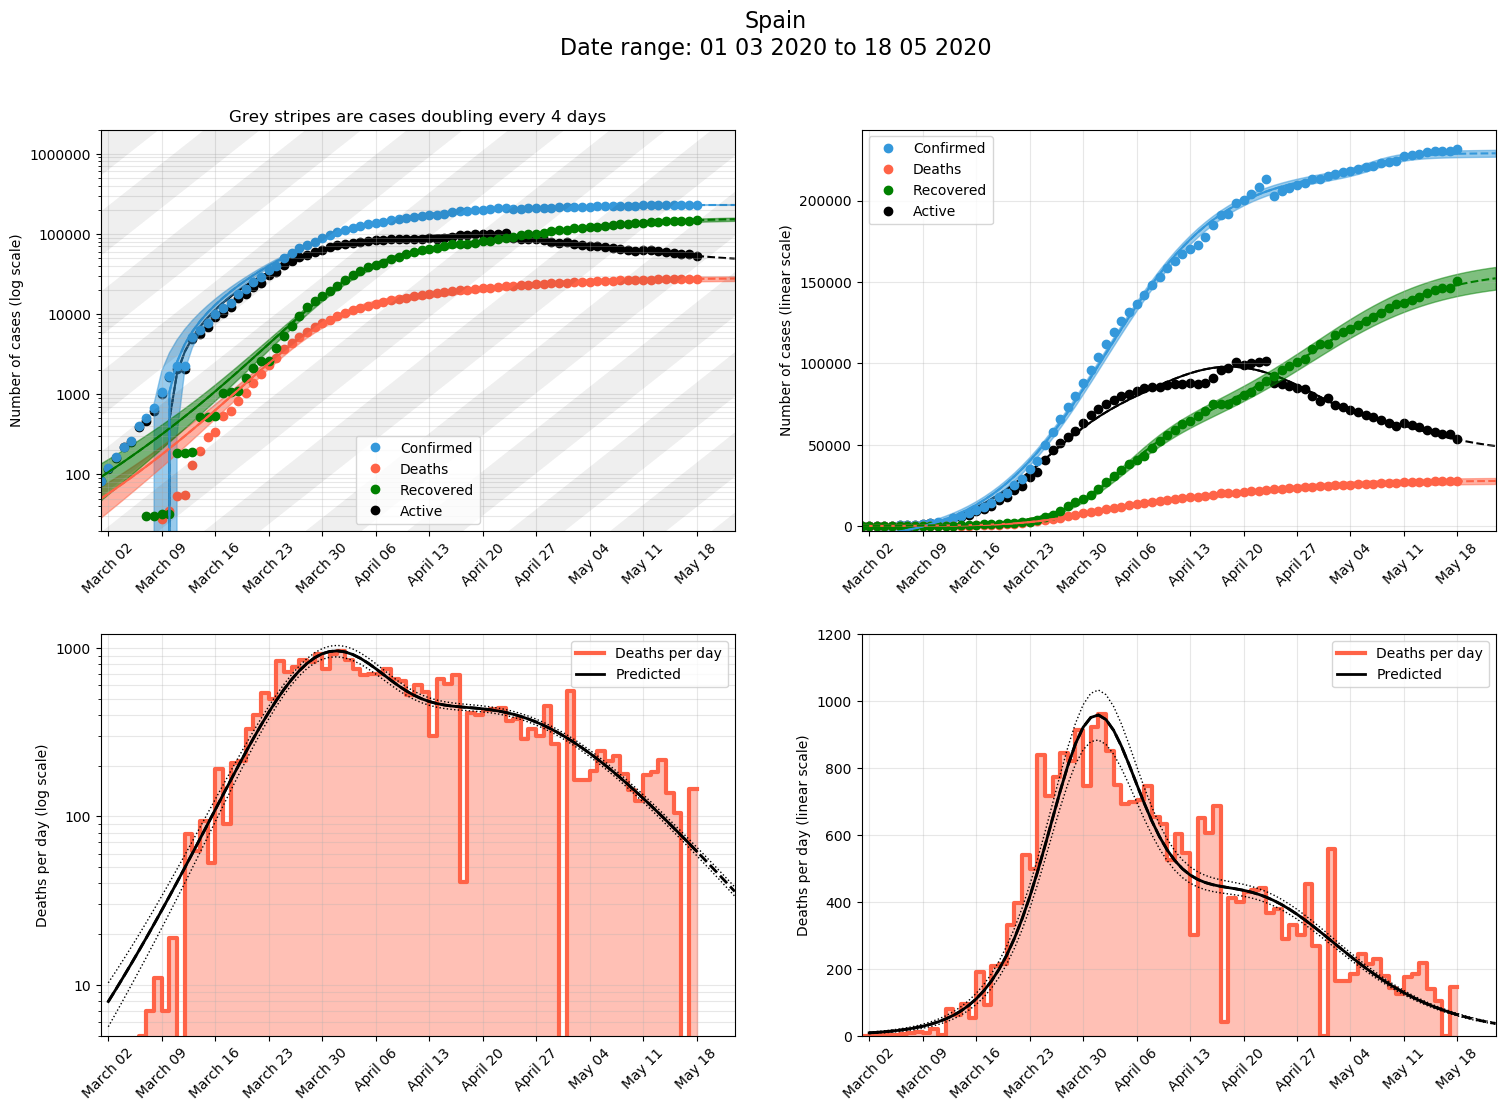 Spain
Date range: 01 03 2020 to 18 05 2020
Grey stripes are cases doubling every 4 days
Number of cases (log scale)
1000000
100000
10000
1000
100
Confirmed
Deaths
Recovered
Active
March 02
March 09
March 16
March 23
March 30
April 06
April 13
April 20
April 27
May 04
May 11
May 18
Number of cases (linear scale)
200000
150000
100000
50000
0
Confirmed
Deaths
Recovered
Active
March 02
March 09
March 16
March 23
March 30
April 06
April 13
April 20
April 27
May 04
May 11
May 18
Deaths per day (log scale)
1000
100
10
Deaths per day
Predicted
March 02
March 09
March 16
March 23
March 30
April 06
April 13
April 20
April 27
May 04
May 11
May 18
Deaths per day (linear scale)
1200
1000
800
600
400
200
0
Deaths per day
Predicted
March 02
March 09
March 16
March 23
March 30
April 06
April 13
April 20
April 27
May 04
May 11
May 18